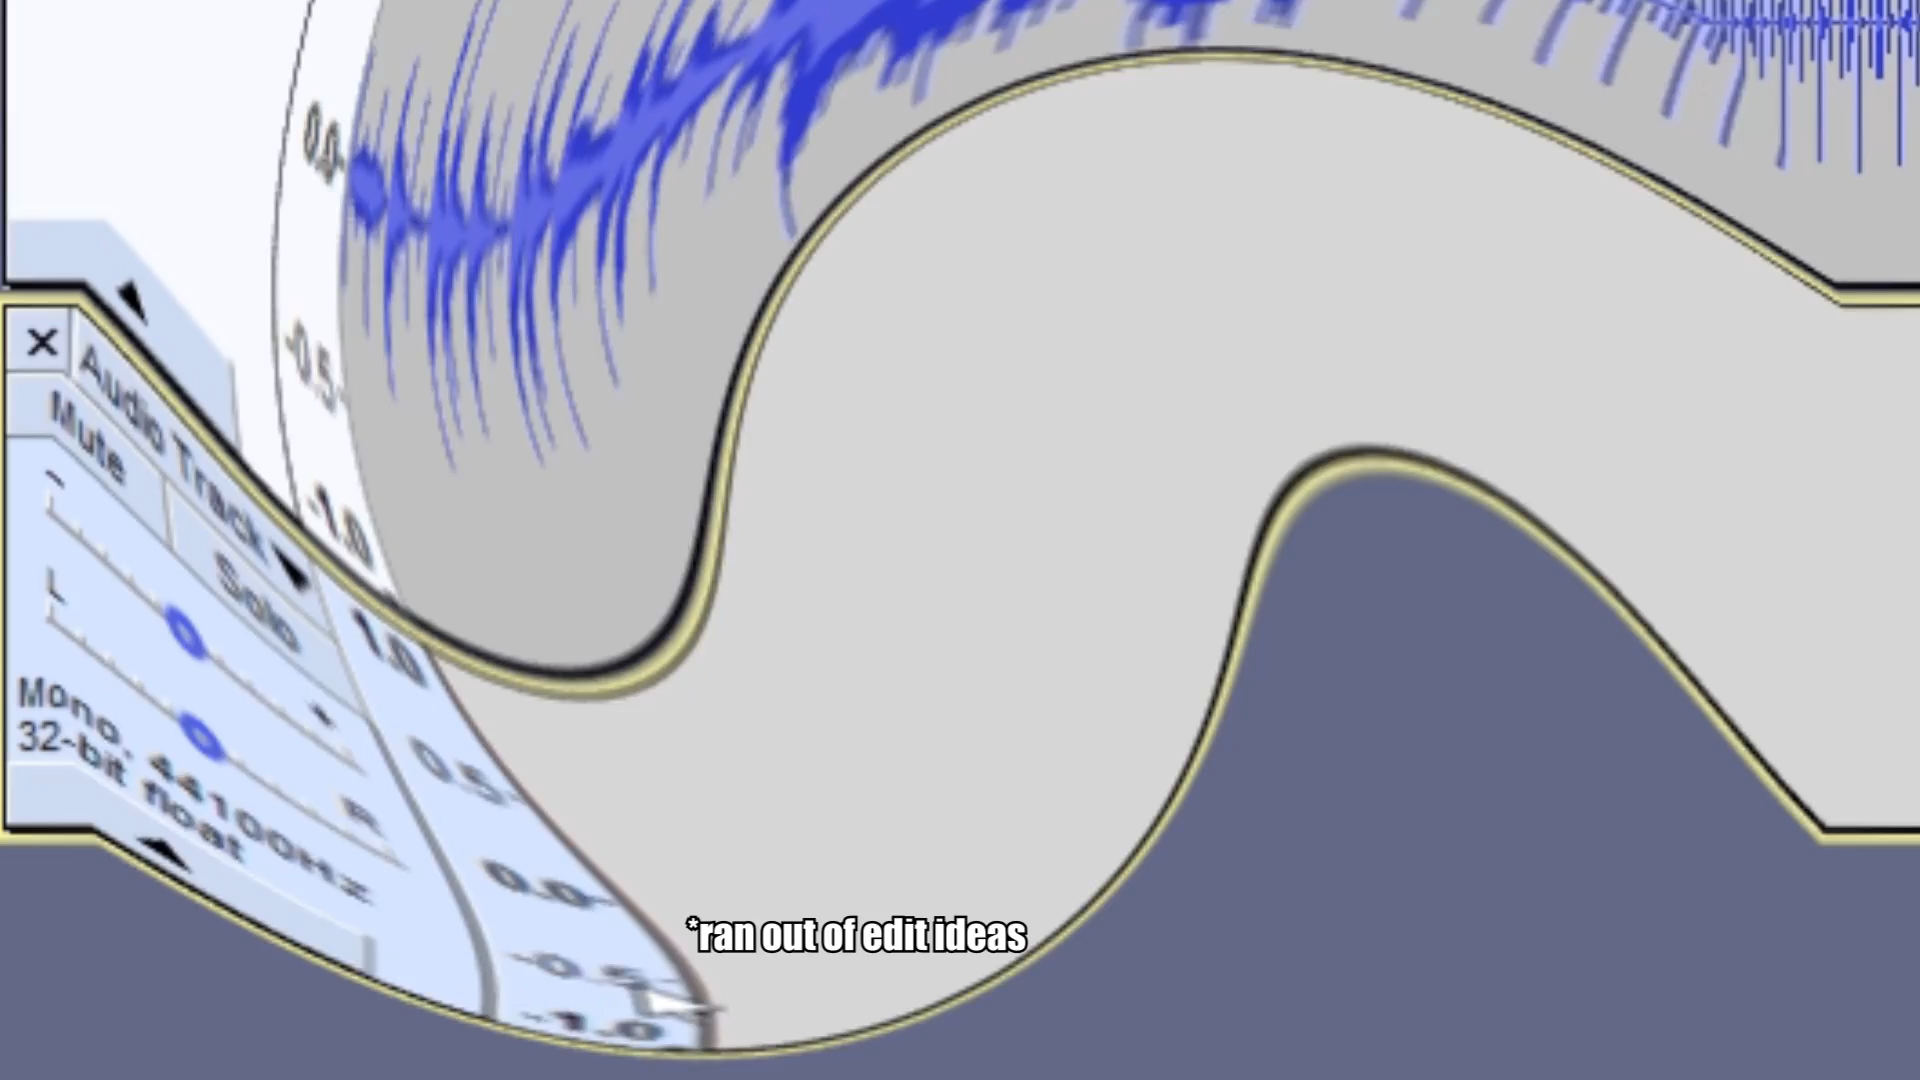 0.0
-0.5
-1.0
× Audio Track ▼
Mute Solo
1.0
0.5
0.0
-0.5
-1.0
- +
L R
Mono, 44100Hz
32-bit float
*ran out of edit ideas